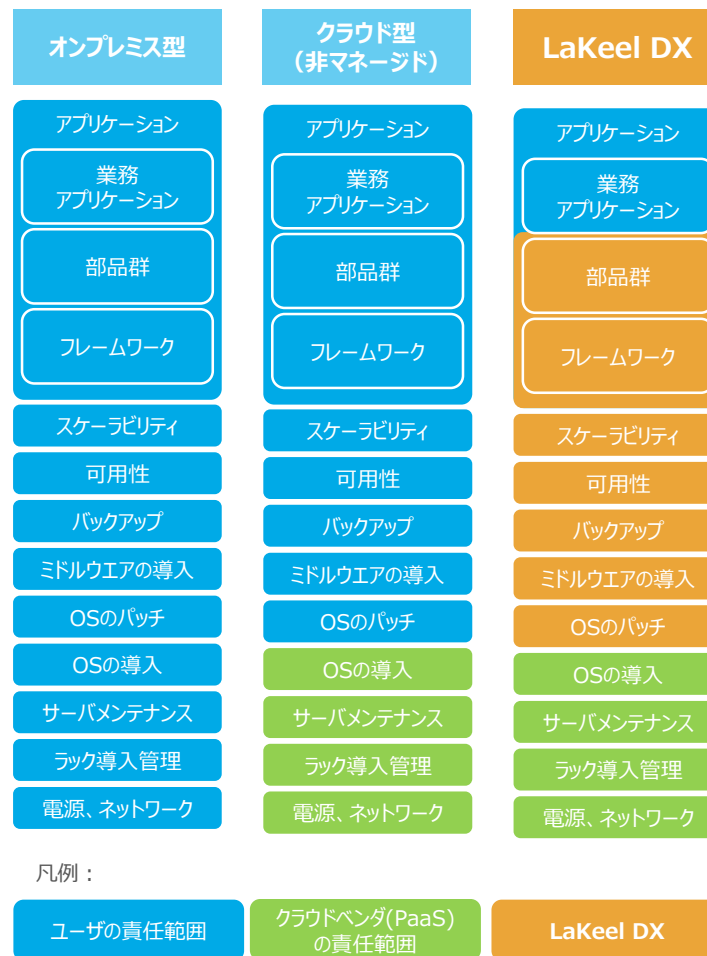 オンプレミス型
クラウド型
（非マネージド）
LaKeel DX
アプリケーション
業務
アプリケーション
部品群
フレームワーク
スケーラビリティ
可用性
バックアップ
ミドルウエアの導入
OSのパッチ
OSの導入
サーバメンテナンス
ラック導入管理
電源、ネットワーク
アプリケーション
業務
アプリケーション
部品群
フレームワーク
スケーラビリティ
可用性
バックアップ
ミドルウエアの導入
OSのパッチ
OSの導入
サーバメンテナンス
ラック導入管理
電源、ネットワーク
アプリケーション
業務
アプリケーション
部品群
フレームワーク
スケーラビリティ
可用性
バックアップ
ミドルウエアの導入
OSのパッチ
OSの導入
サーバメンテナンス
ラック導入管理
電源、ネットワーク
凡例：
ユーザの責任範囲
クラウドベンダ(PaaS)
の責任範囲
LaKeel DX